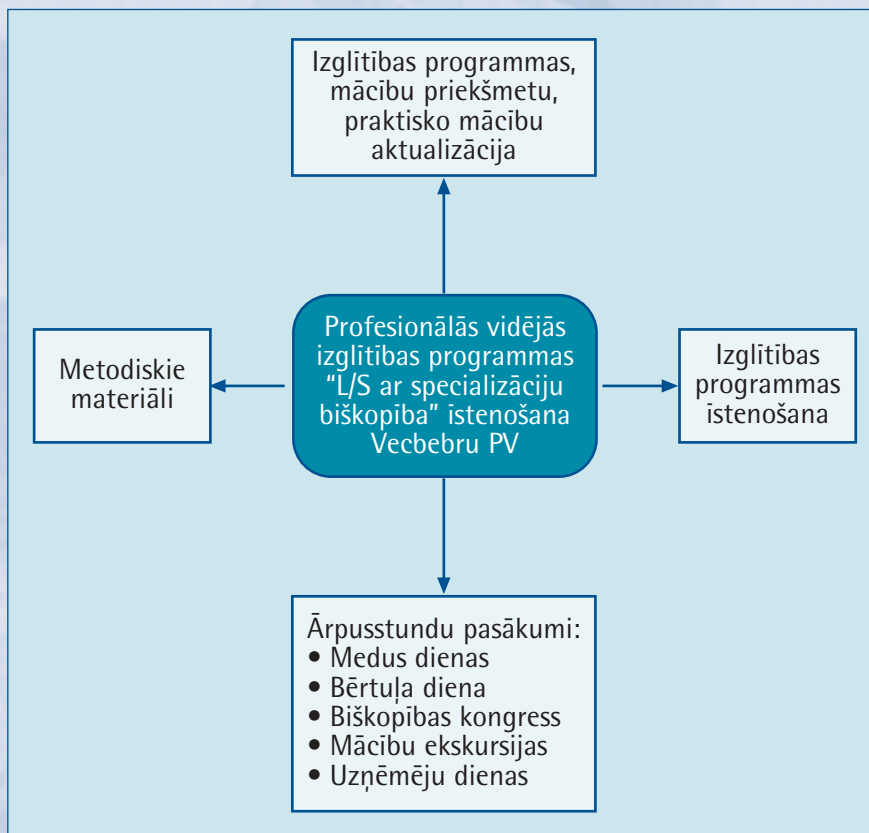 Izglītības programmas,
mācību priekšmetu,
praktisko mācību
aktualizācija
Metodiskie
materiāli
Profesionālās vidējās
izglītības programmas
"L/S ar specializāciju
biškopība" īstenošana
Vecbebru PV
Izglītības
programmas
īstenošana
Ārpusstundu pasākumi:
• Medus dienas
• Bērtuļa diena
• Biškopības kongress
• Mācību ekskursijas
• Uzņēmēju dienas